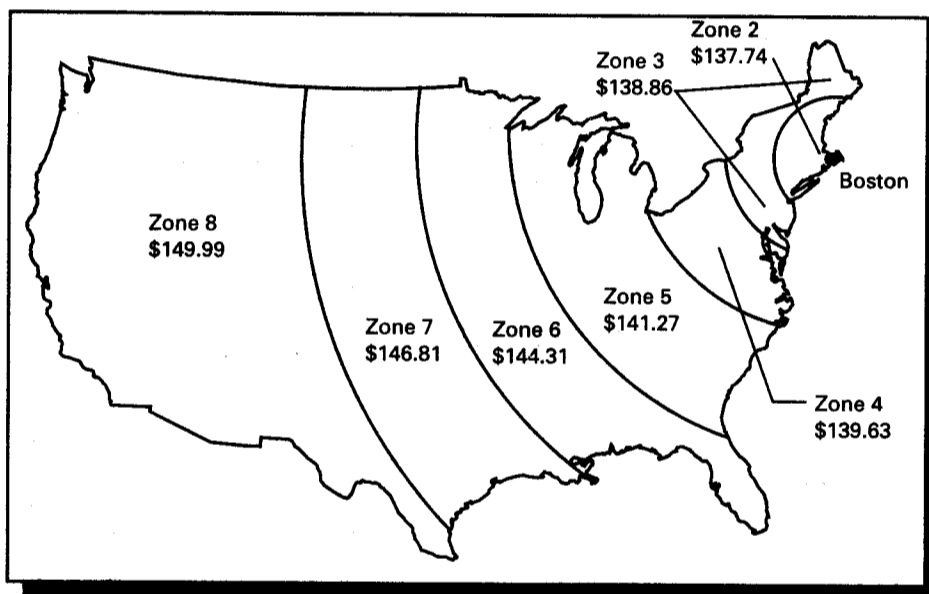 Zone 2
$137.74
Zone 3
$138.86
Boston
Zone 8
$149.99
Zone 7
$146.81
Zone 6
$144.31
Zone 5
$141.27
Zone 4
$139.63